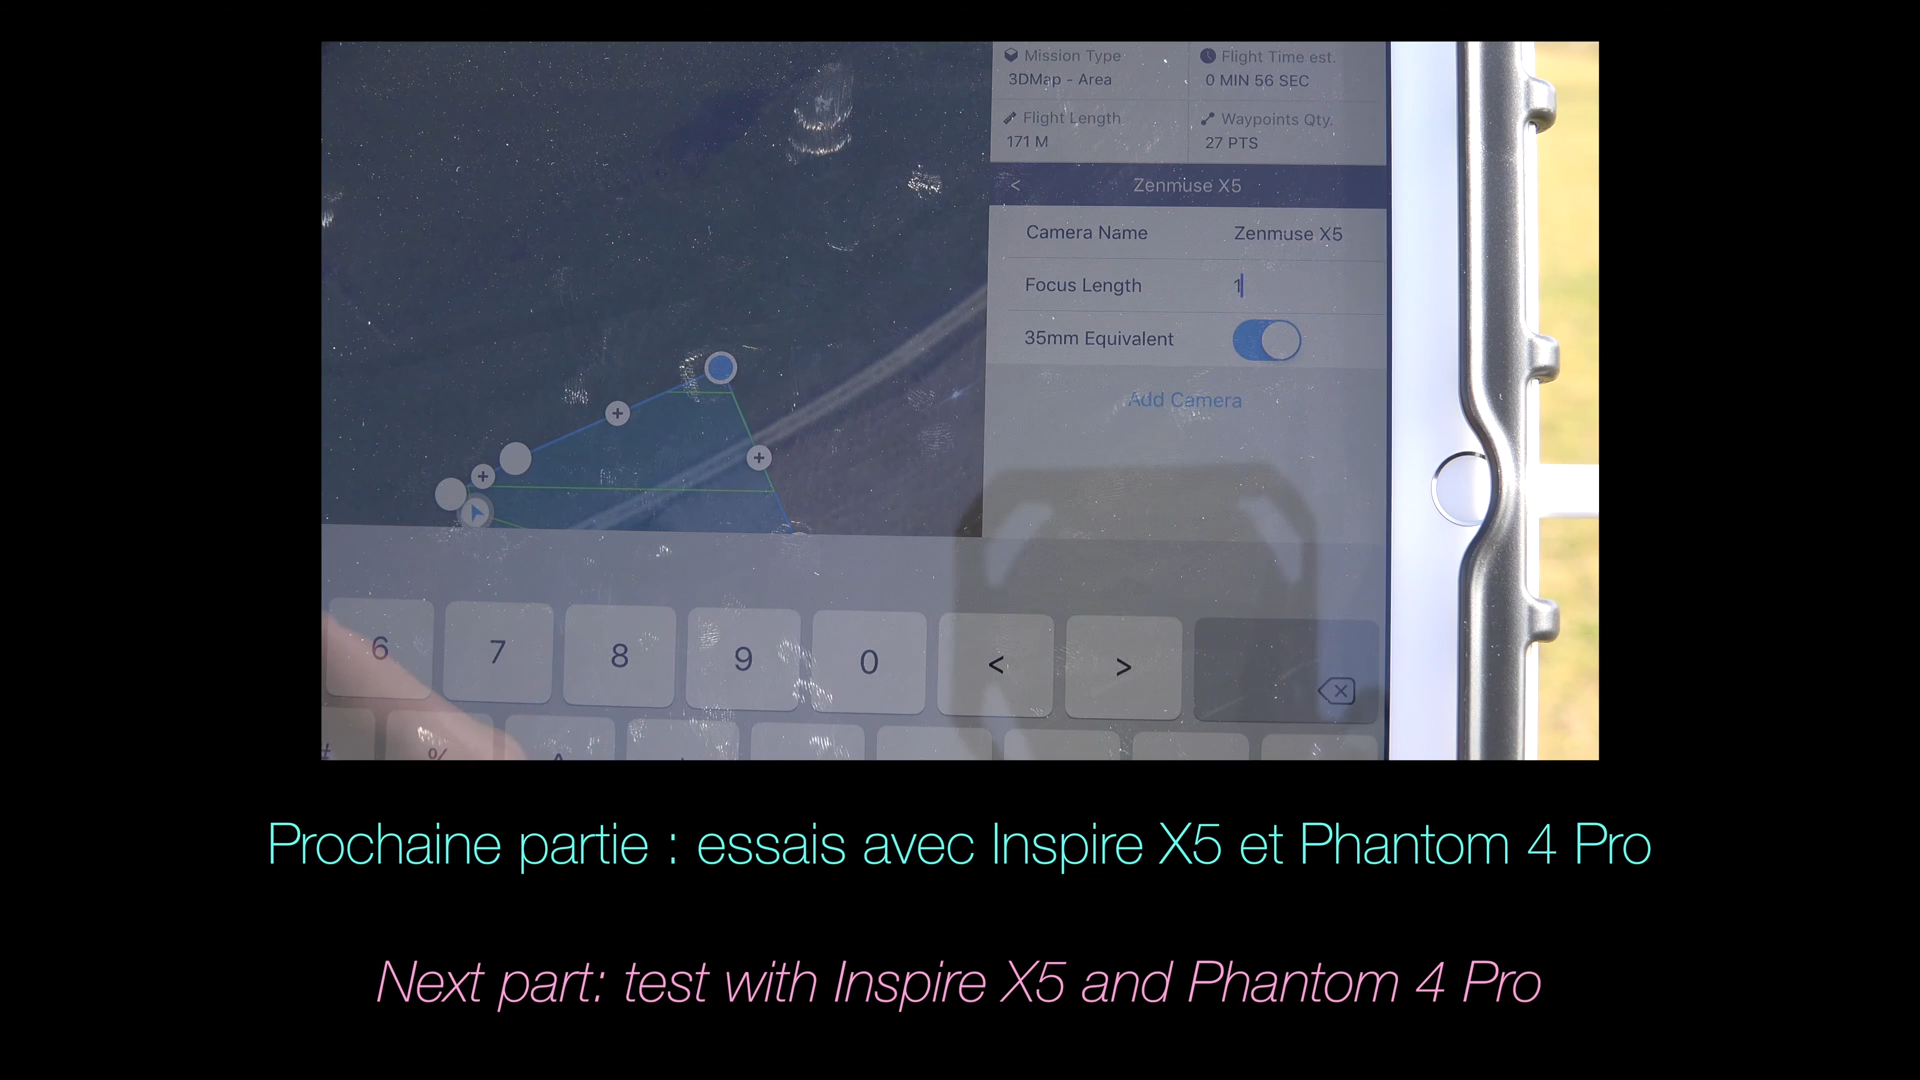 Mission Type
Flight Time est.
3DMap - Area
0 MIN 56 SEC
Flight Length
Waypoints Qty.
171 M
27 PTS
< Zenmuse X5
Camera Name Zenmuse X5
Focus Length 1
35mm Equivalent
Add Camera
6 7 8 9 0 < >
# % ^
Prochaine partie : essais avec Inspire X5 et Phantom 4 Pro
Next part: test with Inspire X5 and Phantom 4 Pro